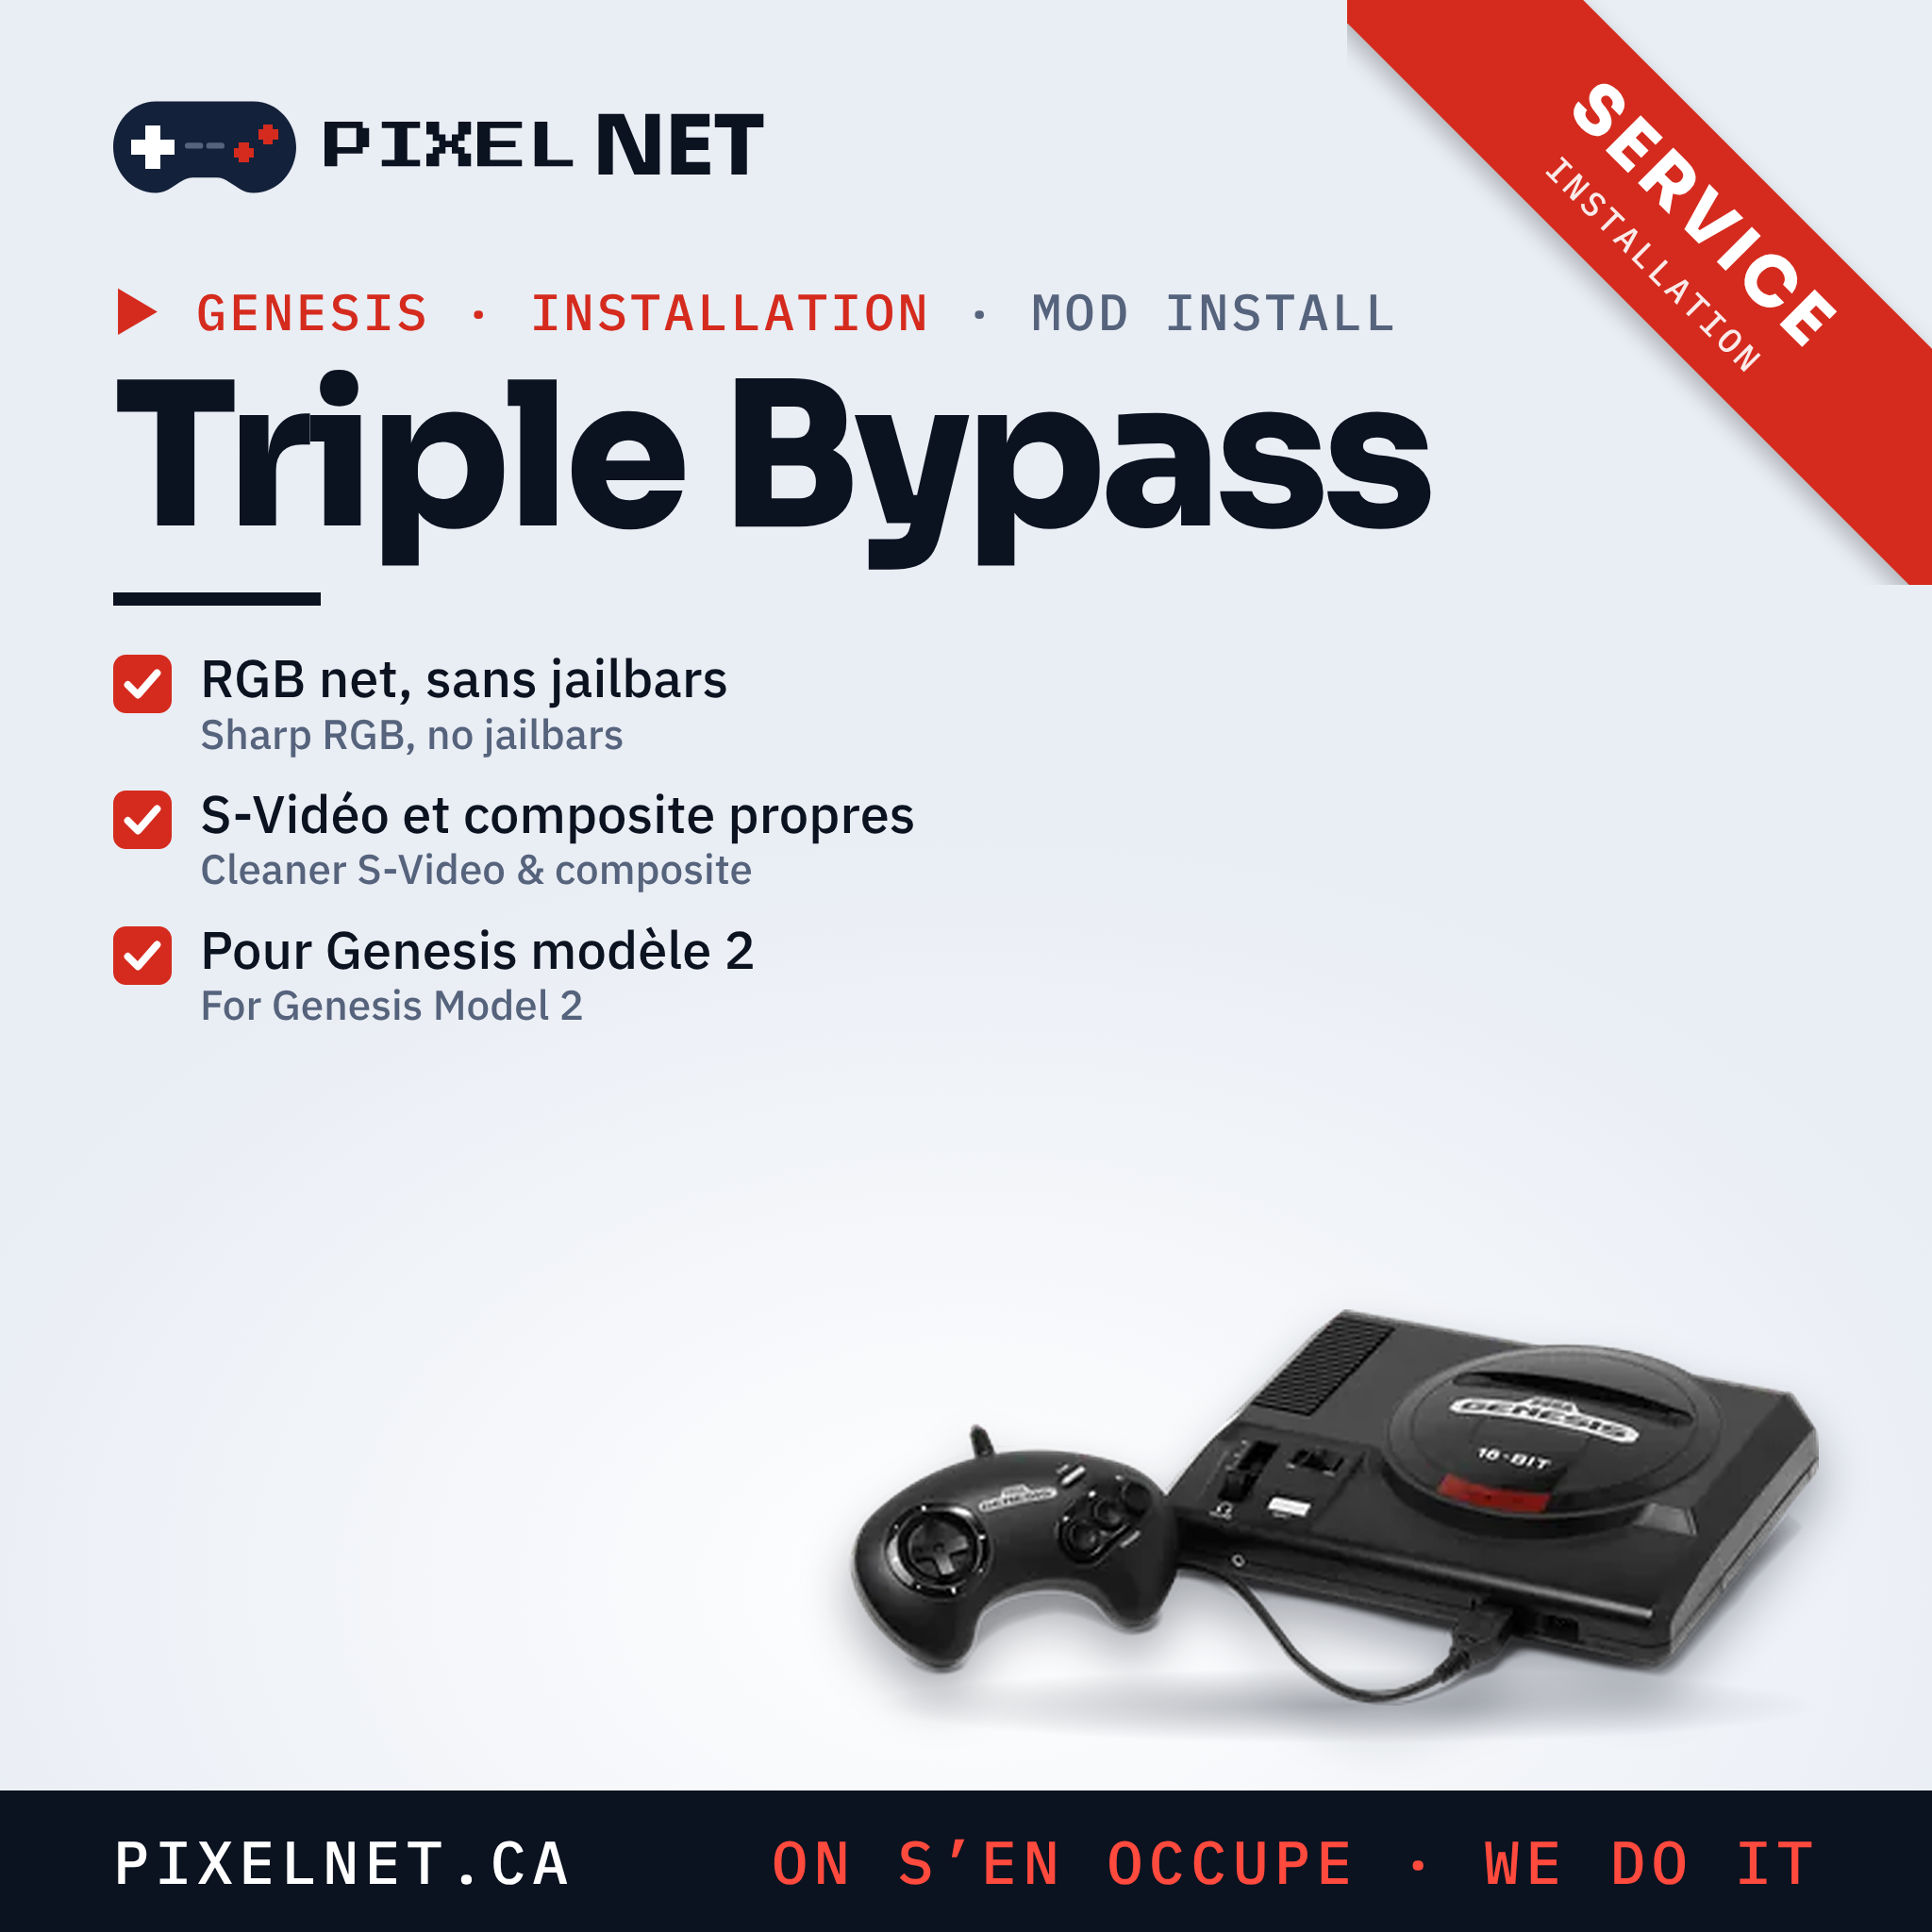 PIXEL NET
SERVICE
INSTALLATION
GENESIS · INSTALLATION · MOD INSTALL
Triple Bypass
RGB net, sans jailbars
Sharp RGB, no jailbars
S-Vidéo et composite propres
Cleaner S-Video & composite
Pour Genesis modèle 2
For Genesis Model 2
GENESIS
16-BIT
GENESIS
PIXELNET.CA
ON S’EN OCCUPE · WE DO IT